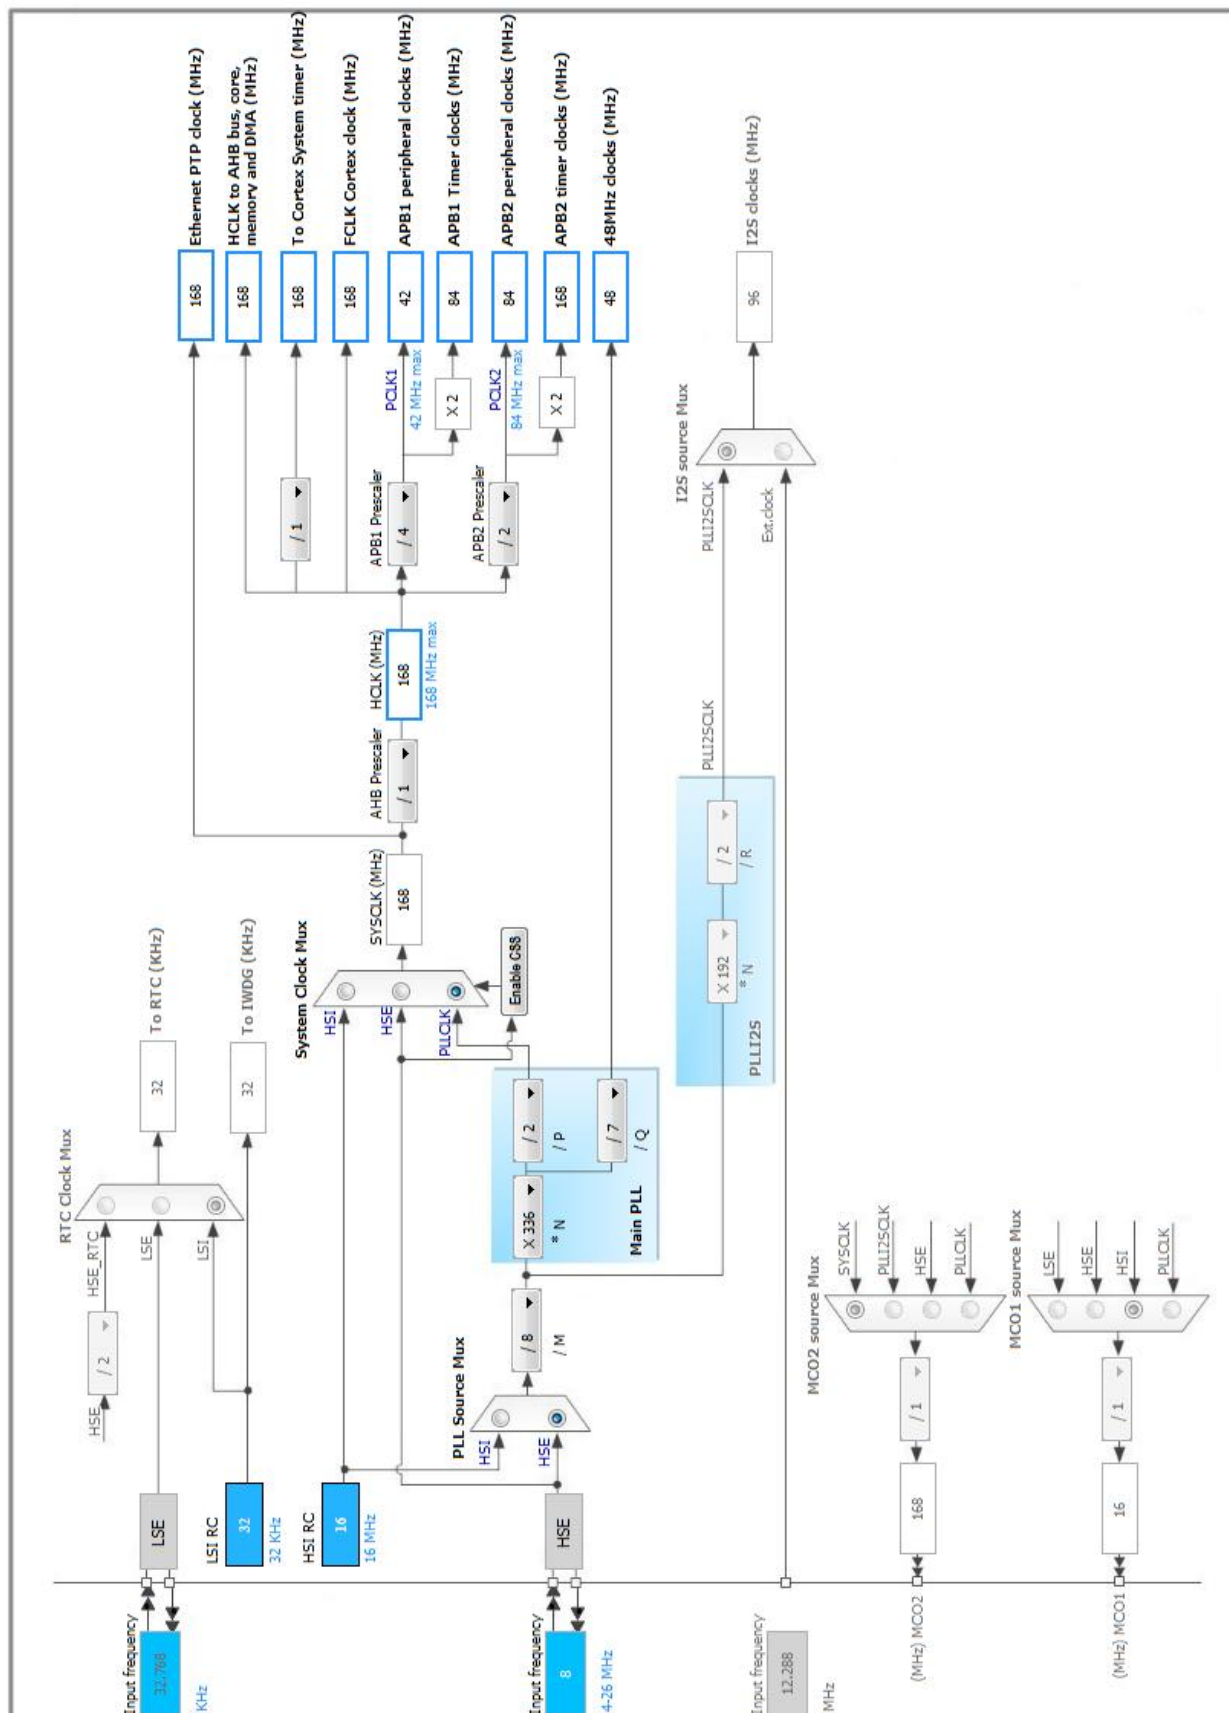 Input frequency
32.768
KHz
LSE
HSE
/ 2
HSE_RTC
RTC Clock Mux
LSE
LSI
32
To RTC (KHz)
LSI RC
32
32 KHz
32
To IWDG (KHz)
HSI RC
16
16 MHz
System Clock Mux
HSI
HSE
PLLCLK
Enable CSS
SYSCLK (MHz)
168
AHB Prescaler
/ 1
HCLK (MHz)
168
168 MHz max
168
Ethernet PTP clock (MHz)
168
HCLK to AHB bus, core,
memory and DMA (MHz)
/ 1
168
To Cortex System timer (MHz)
168
FCLK Cortex clock (MHz)
APB1 Prescaler
/ 4
PCLK1
42 MHz max
42
APB1 peripheral clocks (MHz)
X 2
84
APB1 Timer clocks (MHz)
APB2 Prescaler
/ 2
PCLK2
84 MHz max
84
APB2 peripheral clocks (MHz)
X 2
168
APB2 timer clocks (MHz)
48
48MHz clocks (MHz)
Input frequency
8
4-26 MHz
HSE
PLL Source Mux
HSI
HSE
/ 8
/ M
X 336
* N
/ 2
/ P
/ 7
/ Q
Main PLL
PLLI2S
X 192
* N
/ 2
/ R
PLLI2SCLK
PLLI2SCLK
I2S source Mux
Ext.clock
96
I2S clocks (MHz)
Input frequency
12.288
MHz
MCO2 source Mux
SYSCLK
PLLI2SCLK
HSE
PLLCLK
/ 1
168
(MHz) MCO2
MCO1 source Mux
LSE
HSE
HSI
PLLCLK
/ 1
16
(MHz) MCO1